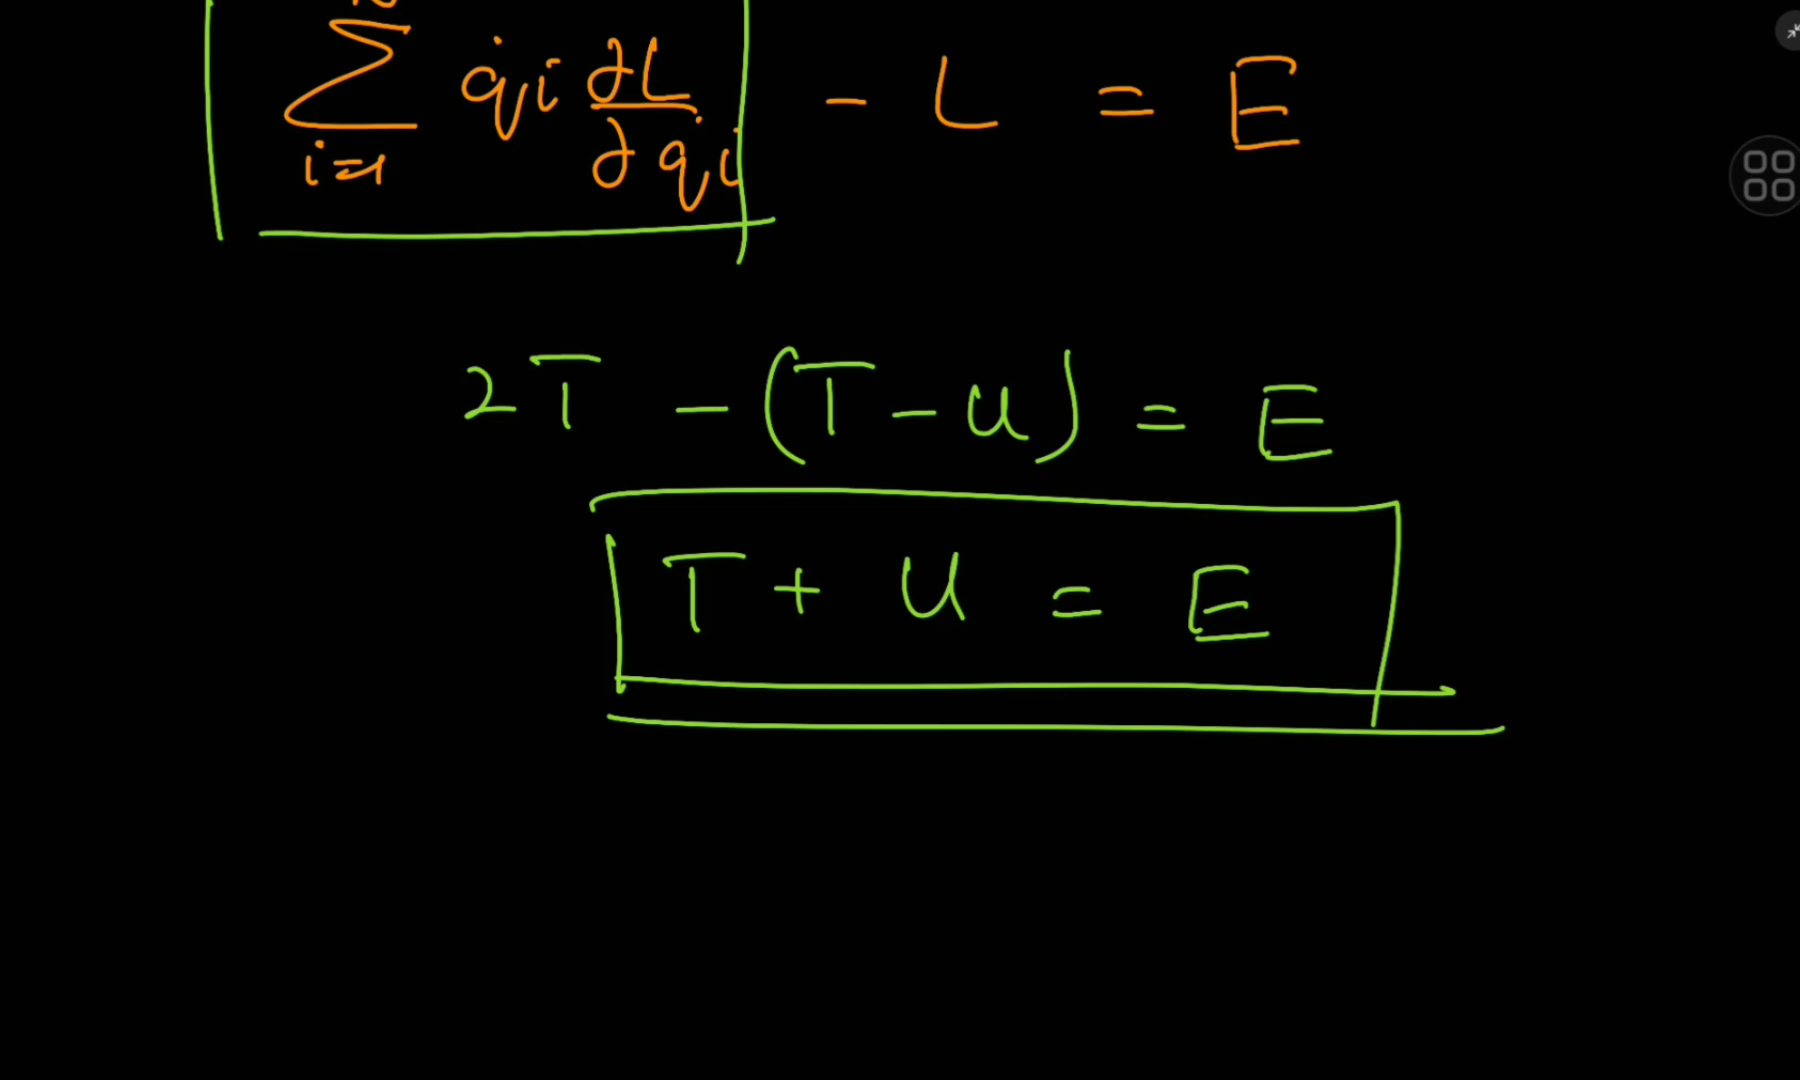 ∑ i=1 q̇i ∂L/∂q̇i - L = E
2T - (T - U) = E
T + U = E